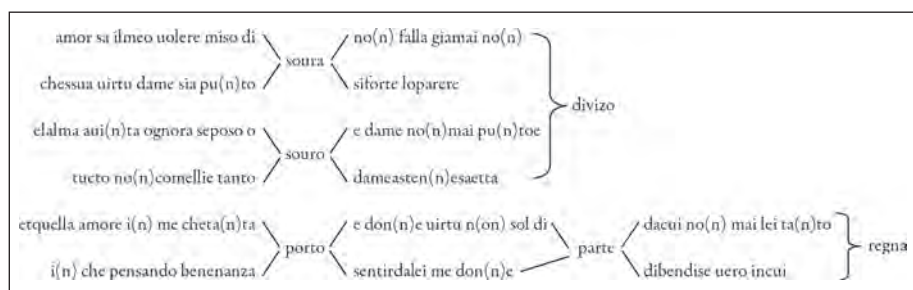 amor sa ilmeo uolere miso di no(n) falla giamai no(n)
soura
chessua uirtu dame sia pu(n)to siforte loparere
divizo
elalma aui(n)ta ognora seposo o e dame no(n)mai pu(n)toe
souro
tucto no(n)comellie tanto dameasten(n)esaetta
etquella amore i(n) me cheta(n)ta e don(n)e uirtu n(on) sol di dacui no(n) mai lei ta(n)to
porto parte regna
i(n) che pensando benenanza sentirdalei me don(n)e dibendise uero incui